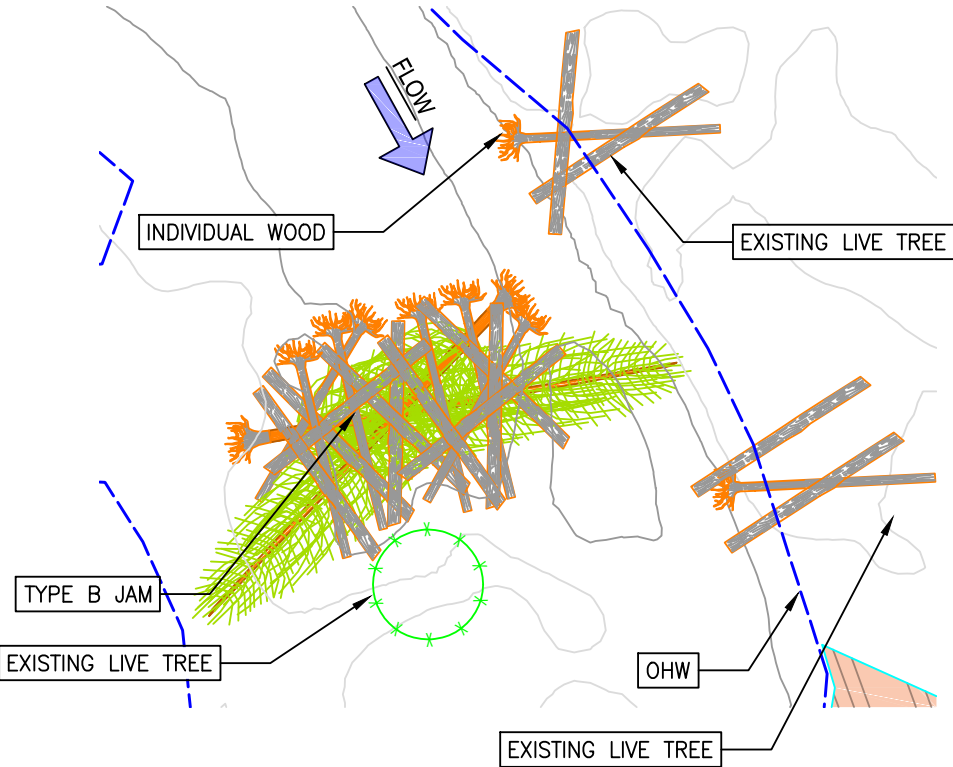 FLOW
INDIVIDUAL WOOD
EXISTING LIVE TREE
TYPE B JAM
EXISTING LIVE TREE
OHW
EXISTING LIVE TREE